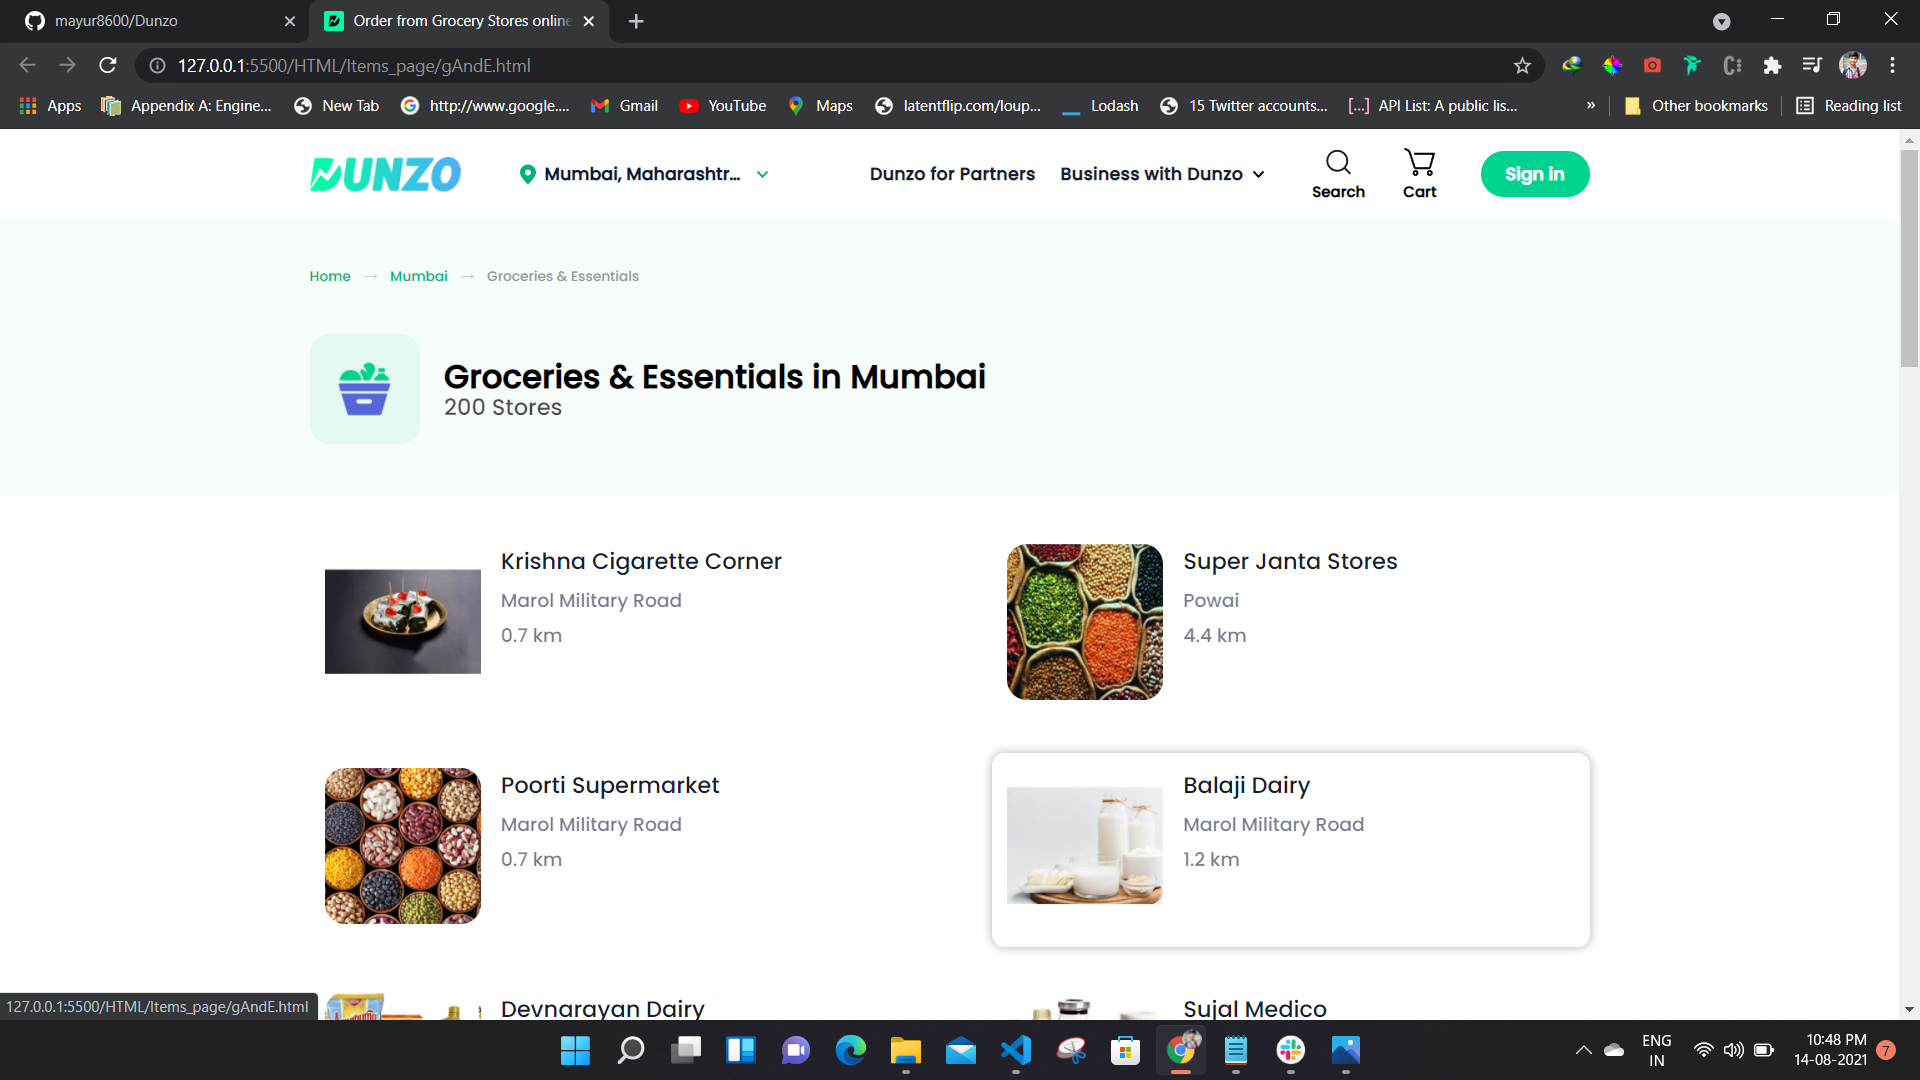 mayur8600/Dunzo
Order from Grocery Stores online
127.0.0.1:5500/HTML/Items_page/gAndE.html
Apps
Appendix A: Engine...
New Tab
http://www.google....
Gmail
YouTube
Maps
latentflip.com/loup...
Lodash
15 Twitter accounts...
API List: A public lis...
»
Other bookmarks
Reading list
DUNZO
Mumbai, Maharashtr...
Dunzo for Partners
Business with Dunzo
Search
Cart
Sign in
Home → Mumbai → Groceries & Essentials
Groceries & Essentials in Mumbai
200 Stores
Krishna Cigarette Corner
Marol Military Road
0.7 km
Super Janta Stores
Powai
4.4 km
Poorti Supermarket
Marol Military Road
0.7 km
Balaji Dairy
Marol Military Road
1.2 km
Devnarayan Dairy
Sujal Medico
127.0.0.1:5500/HTML/Items_page/gAndE.html
ENG
IN
10:48 PM
14-08-2021
7